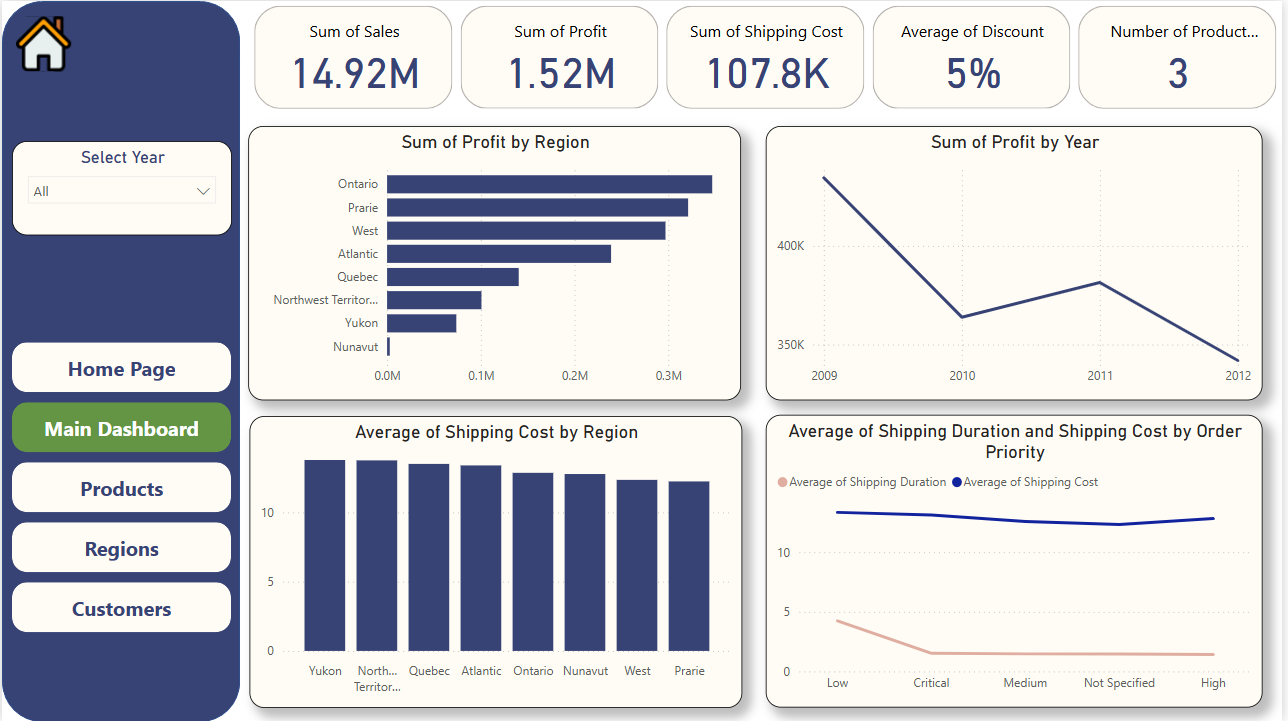 Sum of Sales
14.92M
Sum of Profit
1.52M
Sum of Shipping Cost
107.8K
Average of Discount
5%
Number of Product...
3
Select Year
All
Home Page
Main Dashboard
Products
Regions
Customers
Sum of Profit by Region
Ontario
Prarie
West
Atlantic
Quebec
Northwest Territor...
Yukon
Nunavut
0.0M 0.1M 0.2M 0.3M
Sum of Profit by Year
400K
350K
2009 2010 2011 2012
Average of Shipping Cost by Region
10
5
0
Yukon North... Quebec Atlantic Ontario Nunavut West Prarie
Territor...
Average of Shipping Duration and Shipping Cost by Order
Priority
Average of Shipping Duration Average of Shipping Cost
10
5
0
Low Critical Medium Not Specified High